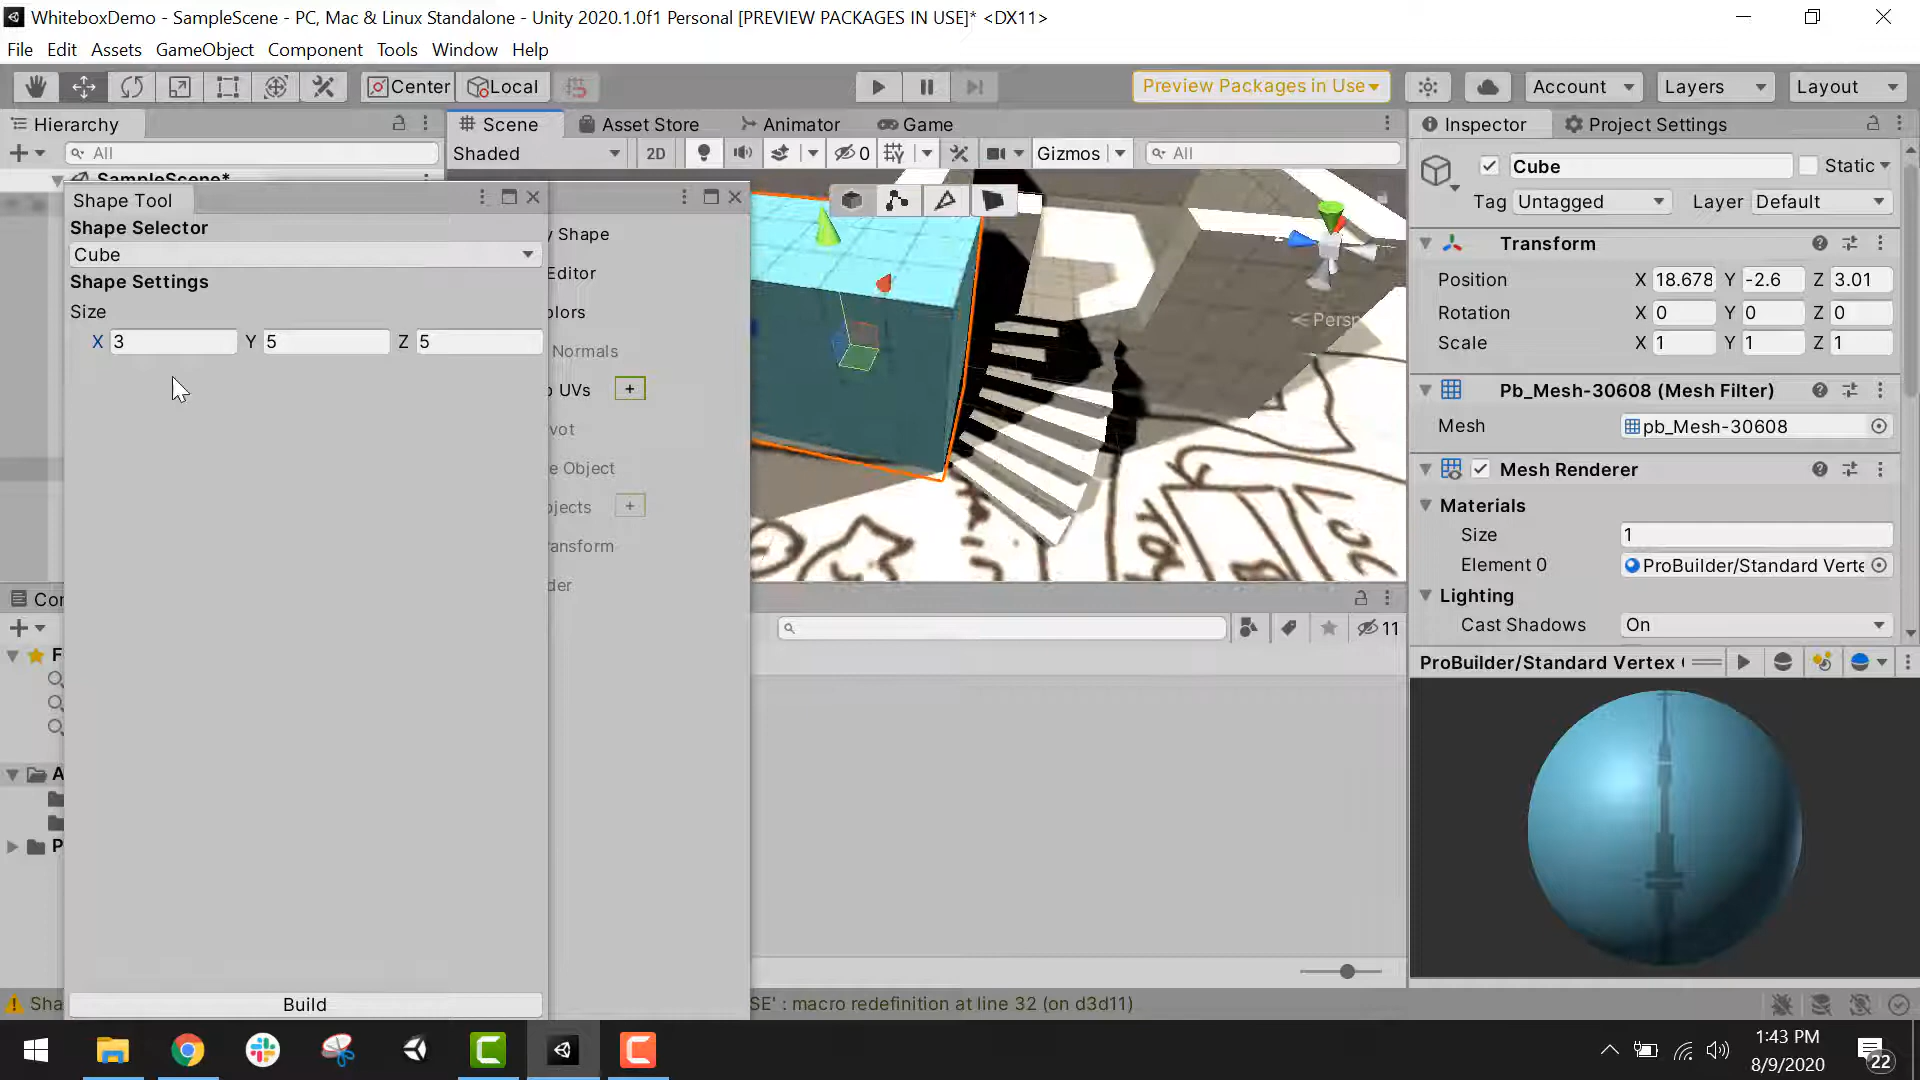 WhiteboxDemo - SampleScene - PC, Mac & Linux Standalone - Unity 2020.1.0f1 Personal [PREVIEW PACKAGES IN USE]* <DX11>
File Edit Assets GameObject Component Tools Window Help
Center Local Preview Packages in Use Account Layers Layout
Hierarchy Scene Asset Store Animator Game Inspector Project Settings
All Shaded 2D 0 Gizmos All
Cube Static
SampleScene*
Tag Untagged Layer Default
Shape Tool
Shape Selector
y Shape
Cube
Transform
Editor
Shape Settings
Position X 18.678 Y -2.6 Z 3.01
Size
olors
Rotation X 0 Y 0 Z 0
Persp
X 3 Y 5 Z 5
Scale X 1 Y 1 Z 1
Normals
UVs +
Pb_Mesh-30608 (Mesh Filter)
Mesh pb_Mesh-30608
vot
e Object
Mesh Renderer
Materials
bjects +
Size 1
ansform
Element 0 ProBuilder/Standard Verte
der
Lighting
Con
Cast Shadows On
11
F
ProBuilder/Standard Vertex
A
P
Sha
Build
SE' : macro redefinition at line 32 (on d3d11)
1:43 PM
8/9/2020
22